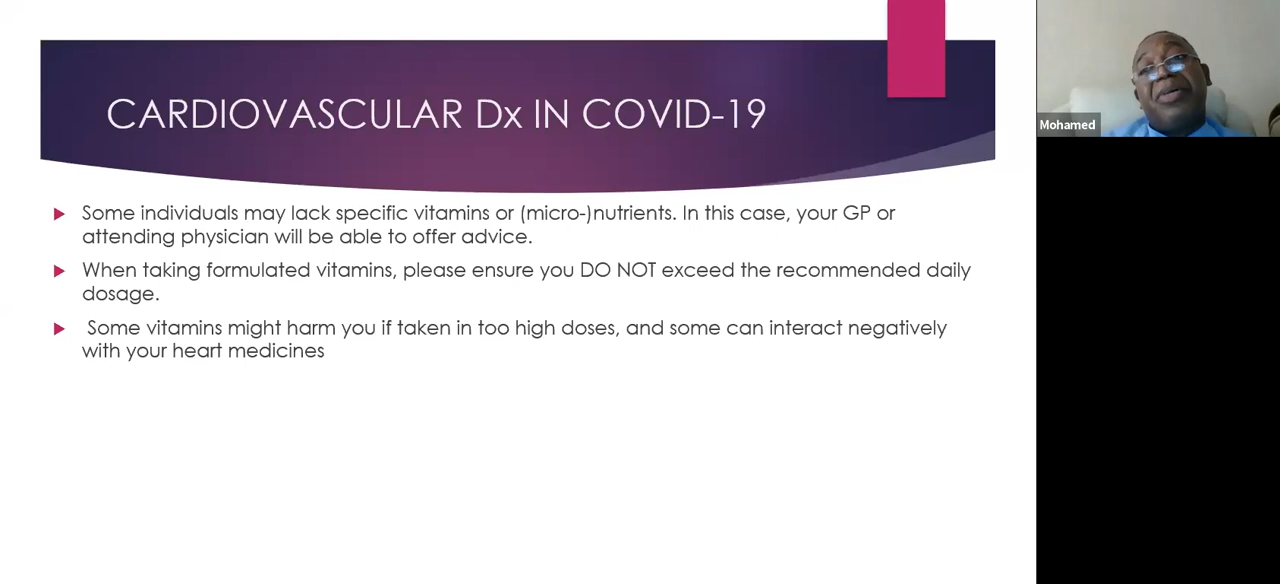 CARDIOVASCULAR Dx IN COVID-19
Some individuals may lack specific vitamins or (micro-)nutrients. In this case, your GP or
attending physician will be able to offer advice.
When taking formulated vitamins, please ensure you DO NOT exceed the recommended daily
dosage.
Some vitamins might harm you if taken in too high doses, and some can interact negatively
with your heart medicines
Mohamed